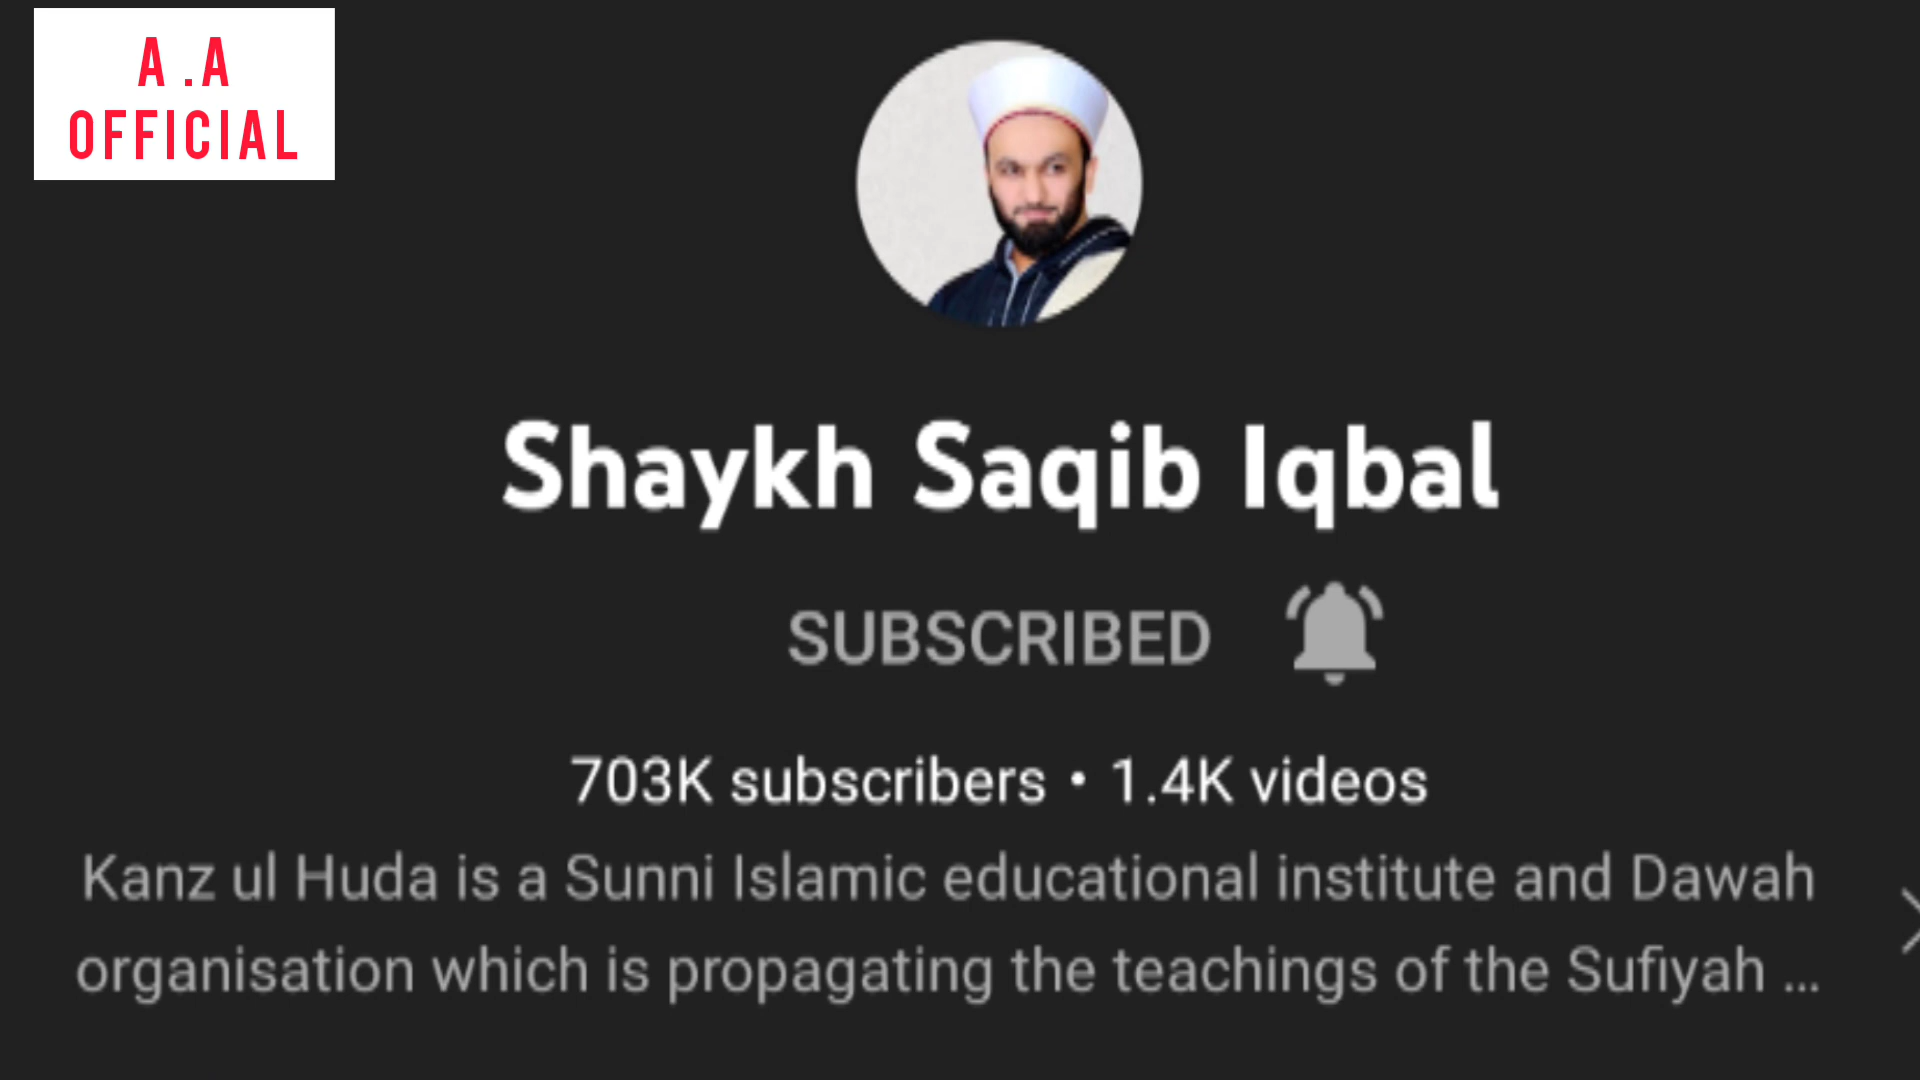 A .A
OFFICIAL
Shaykh Saqib Iqbal
SUBSCRIBED
703K subscribers • 1.4K videos
Kanz ul Huda is a Sunni Islamic educational institute and Dawah
organisation which is propagating the teachings of the Sufiyah ...